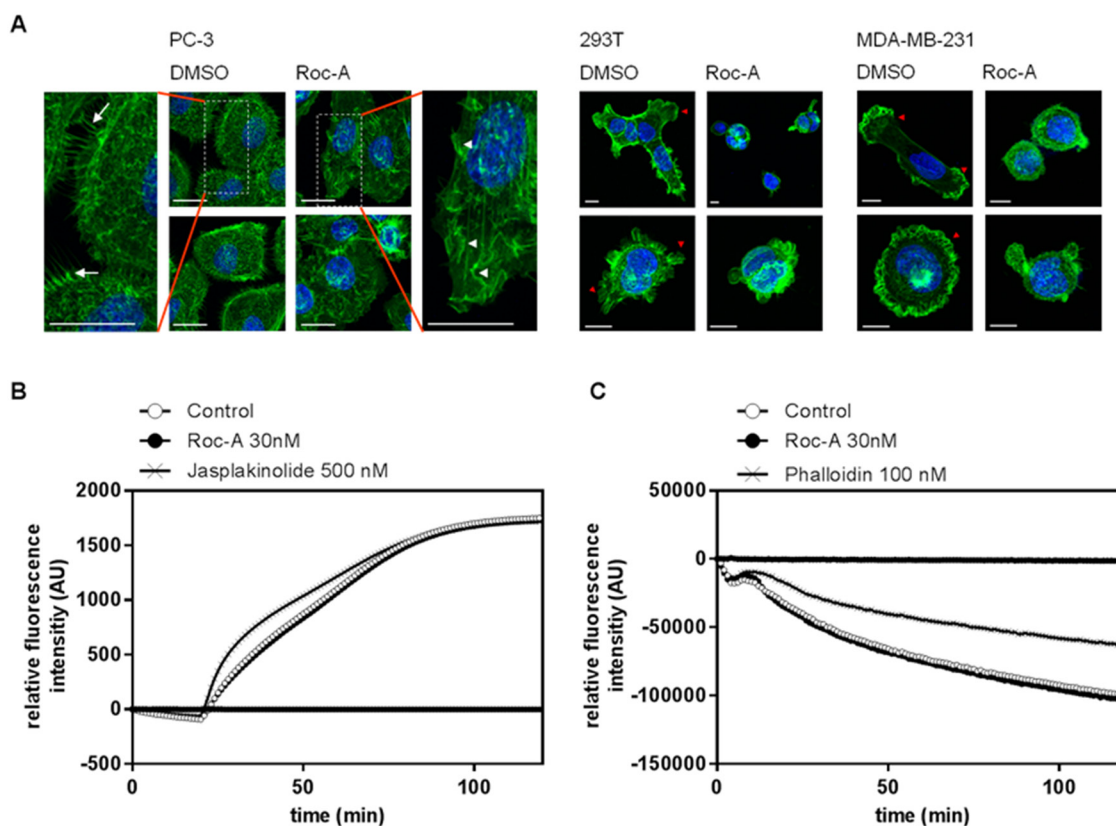 A
PC-3
DMSO Roc-A
293T
DMSO Roc-A
MDA-MB-231
DMSO Roc-A
B
Control
Roc-A 30nM
Jasplakinolide 500 nM
relative fluorescence
intensitiy (AU)
2000
1500
1000
500
0
-500
0 50 100
time (min)
C
Control
Roc-A 30nM
Phalloidin 100 nM
relative fluorescence
intensitiy (AU)
50000
0
-50000
-100000
-150000
0 50 100
time (min)